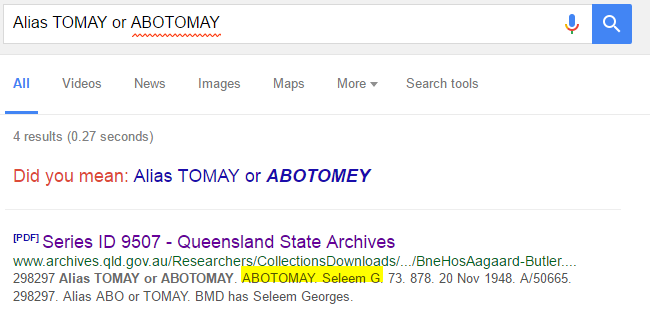 Alias TOMAY or ABOTOMAY
All Videos News Images Maps More Search tools
4 results (0.27 seconds)
Did you mean: Alias TOMAY or ABOTOMEY
[PDF] Series ID 9507 - Queensland State Archives
www.archives.qld.gov.au/Researchers/CollectionsDownloads/.../BneHosAagaard-Butler....
298297 Alias TOMAY or ABOTOMAY. ABOTOMAY. Seleem G. 73. 878. 20 Nov 1948. A/50665.
298297. Alias ABO or TOMAY. BMD has Seleem Georges.